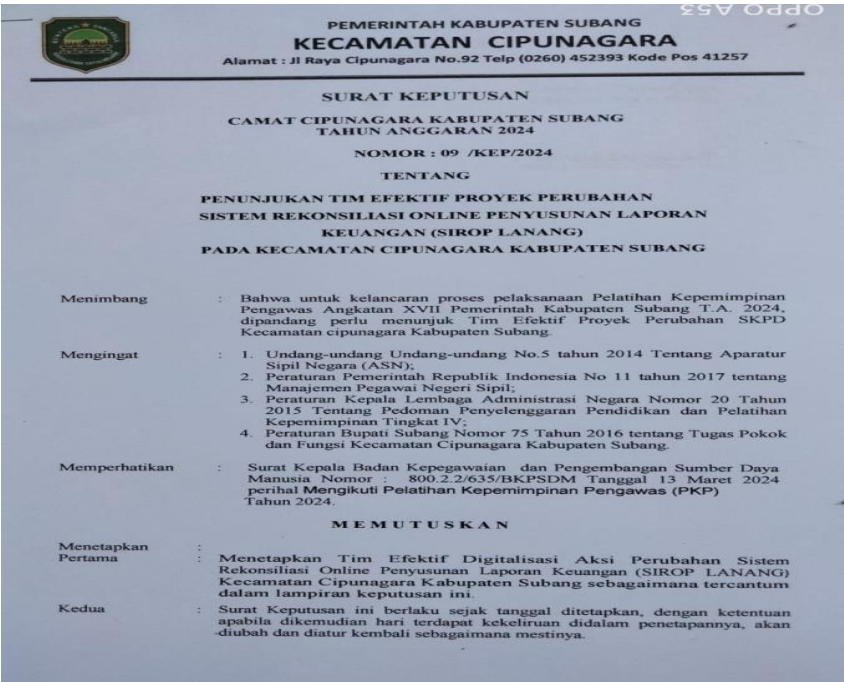 OPPO A53
PEMERINTAH KABUPATEN SUBANG
KECAMATAN CIPUNAGARA
Alamat : Jl Raya Cipunagara No.92 Telp (0260) 452393 Kode Pos 41257
SURAT KEPUTUSAN
CAMAT CIPUNAGARA KABUPATEN SUBANG
TAHUN ANGGARAN 2024
NOMOR : 09 /KEP/2024
TENTANG
PENUNJUKAN TIM EFEKTIF PROYEK PERUBAHAN
SISTEM REKONSILIASI ONLINE PENYUSUNAN LAPORAN
KEUANGAN (SIROP LANANG)
PADA KECAMATAN CIPUNAGARA KABUPATEN SUBANG
Menimbang : Bahwa untuk kelancaran proses pelaksanaan Pelatihan Kepemimpinan
Pengawas Angkatan XVII Pemerintah Kabupaten Subang T.A. 2024,
dipandang perlu menunjuk Tim Efektif Proyek Perubahan SKPD
Kecamatan cipunagara Kabupaten Subang.
Mengingat : 1. Undang-undang Undang-undang No.5 tahun 2014 Tentang Aparatur
Sipil Negara (ASN);
2. Peraturan Pemerintah Republik Indonesia No 11 tahun 2017 tentang
Manajemen Pegawai Negeri Sipil;
3. Peraturan Kepala Lembaga Administrasi Negara Nomor 20 Tahun
2015 Tentang Pedoman Penyelenggaran Pendidikan dan Pelatihan
Kepemimpinan Tingkat IV;
4. Peraturan Bupati Subang Nomor 75 Tahun 2016 tentang Tugas Pokok
dan Fungsi Kecamatan Cipunagara Kabupaten Subang.
Memperhatikan : Surat Kepala Badan Kepegawaian dan Pengembangan Sumber Daya
Manusia Nomor : 800.2.2/635/BKPSDM Tanggal 13 Maret 2024
perihal Mengikuti Pelatihan Kepemimpinan Pengawas (PKP)
Tahun 2024.
MEMUTUSKAN
Menetapkan :
Pertama : Menetapkan Tim Efektif Digitalisasi Aksi Perubahan Sistem
Rekonsiliasi Online Penyusunan Laporan Keuangan (SIROP LANANG)
Kecamatan Cipunagara Kabupaten Subang sebagaimana tercantum
dalam lampiran keputusan ini.
Kedua : Surat Keputusan ini berlaku sejak tanggal ditetapkan, dengan ketentuan
apabila dikemudian hari terdapat kekeliruan didalam penetapannya, akan
diubah dan diatur kembali sebagaimana mestinya.